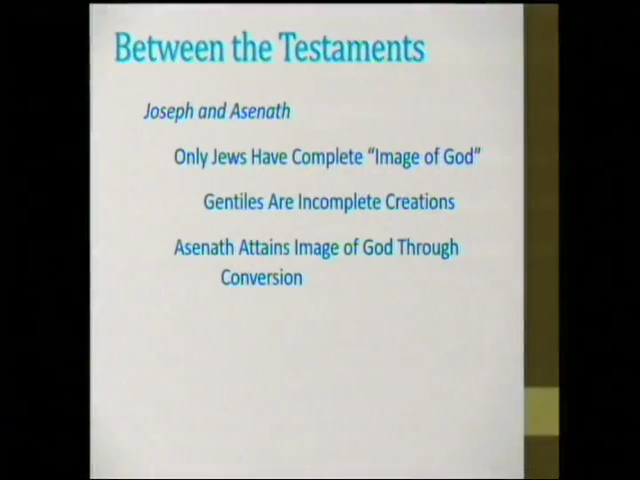 Between the Testaments
Joseph and Asenath
Only Jews Have Complete “Image of God”
Gentiles Are Incomplete Creations
Asenath Attains Image of God Through
Conversion